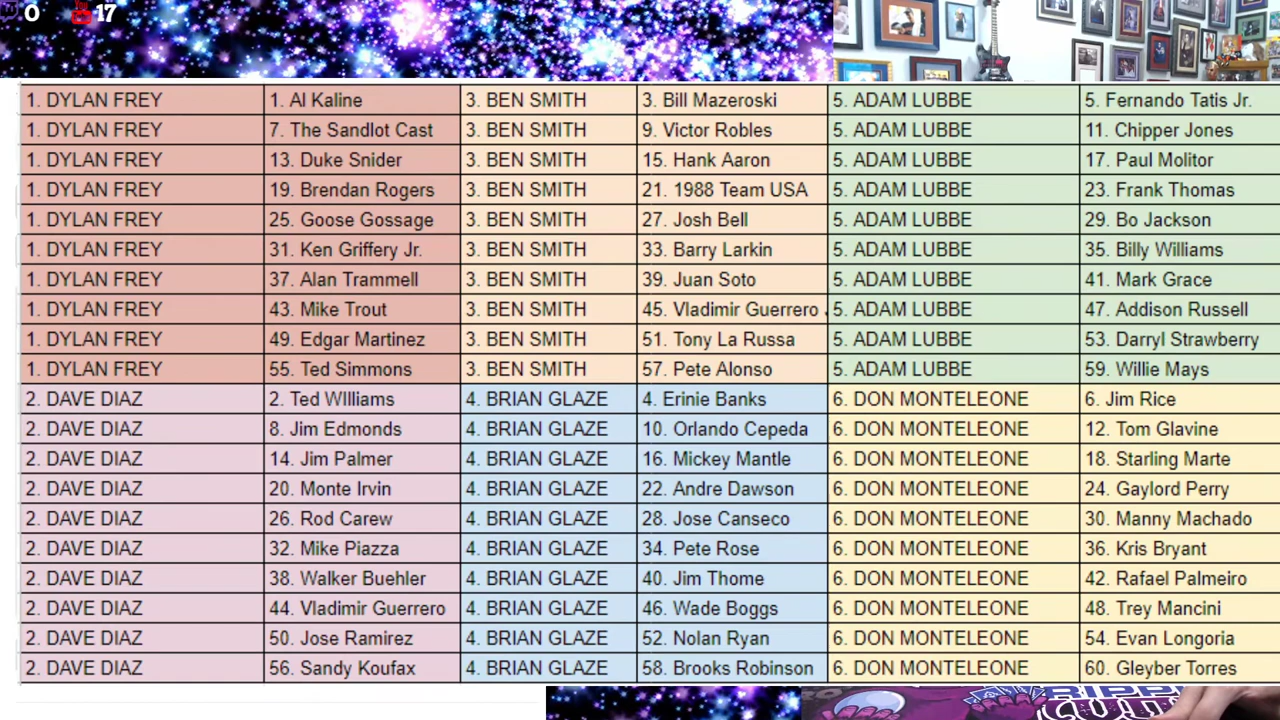 0 You 17
1. DYLAN FREY 1. Al Kaline 3. BEN SMITH 3. Bill Mazeroski 5. ADAM LUBBE 5. Fernando Tatis Jr.
1. DYLAN FREY 7. The Sandlot Cast 3. BEN SMITH 9. Victor Robles 5. ADAM LUBBE 11. Chipper Jones
1. DYLAN FREY 13. Duke Snider 3. BEN SMITH 15. Hank Aaron 5. ADAM LUBBE 17. Paul Molitor
1. DYLAN FREY 19. Brendan Rogers 3. BEN SMITH 21. 1988 Team USA 5. ADAM LUBBE 23. Frank Thomas
1. DYLAN FREY 25. Goose Gossage 3. BEN SMITH 27. Josh Bell 5. ADAM LUBBE 29. Bo Jackson
1. DYLAN FREY 31. Ken Griffery Jr. 3. BEN SMITH 33. Barry Larkin 5. ADAM LUBBE 35. Billy Williams
1. DYLAN FREY 37. Alan Trammell 3. BEN SMITH 39. Juan Soto 5. ADAM LUBBE 41. Mark Grace
1. DYLAN FREY 43. Mike Trout 3. BEN SMITH 45. Vladimir Guerrero 5. ADAM LUBBE 47. Addison Russell
1. DYLAN FREY 49. Edgar Martinez 3. BEN SMITH 51. Tony La Russa 5. ADAM LUBBE 53. Darryl Strawberry
1. DYLAN FREY 55. Ted Simmons 3. BEN SMITH 57. Pete Alonso 5. ADAM LUBBE 59. Willie Mays
2. DAVE DIAZ 2. Ted WIlliams 4. BRIAN GLAZE 4. Erinie Banks 6. DON MONTELEONE 6. Jim Rice
2. DAVE DIAZ 8. Jim Edmonds 4. BRIAN GLAZE 10. Orlando Cepeda 6. DON MONTELEONE 12. Tom Glavine
2. DAVE DIAZ 14. Jim Palmer 4. BRIAN GLAZE 16. Mickey Mantle 6. DON MONTELEONE 18. Starling Marte
2. DAVE DIAZ 20. Monte Irvin 4. BRIAN GLAZE 22. Andre Dawson 6. DON MONTELEONE 24. Gaylord Perry
2. DAVE DIAZ 26. Rod Carew 4. BRIAN GLAZE 28. Jose Canseco 6. DON MONTELEONE 30. Manny Machado
2. DAVE DIAZ 32. Mike Piazza 4. BRIAN GLAZE 34. Pete Rose 6. DON MONTELEONE 36. Kris Bryant
2. DAVE DIAZ 38. Walker Buehler 4. BRIAN GLAZE 40. Jim Thome 6. DON MONTELEONE 42. Rafael Palmeiro
2. DAVE DIAZ 44. Vladimir Guerrero 4. BRIAN GLAZE 46. Wade Boggs 6. DON MONTELEONE 48. Trey Mancini
2. DAVE DIAZ 50. Jose Ramirez 4. BRIAN GLAZE 52. Nolan Ryan 6. DON MONTELEONE 54. Evan Longoria
2. DAVE DIAZ 56. Sandy Koufax 4. BRIAN GLAZE 58. Brooks Robinson 6. DON MONTELEONE 60. Gleyber Torres